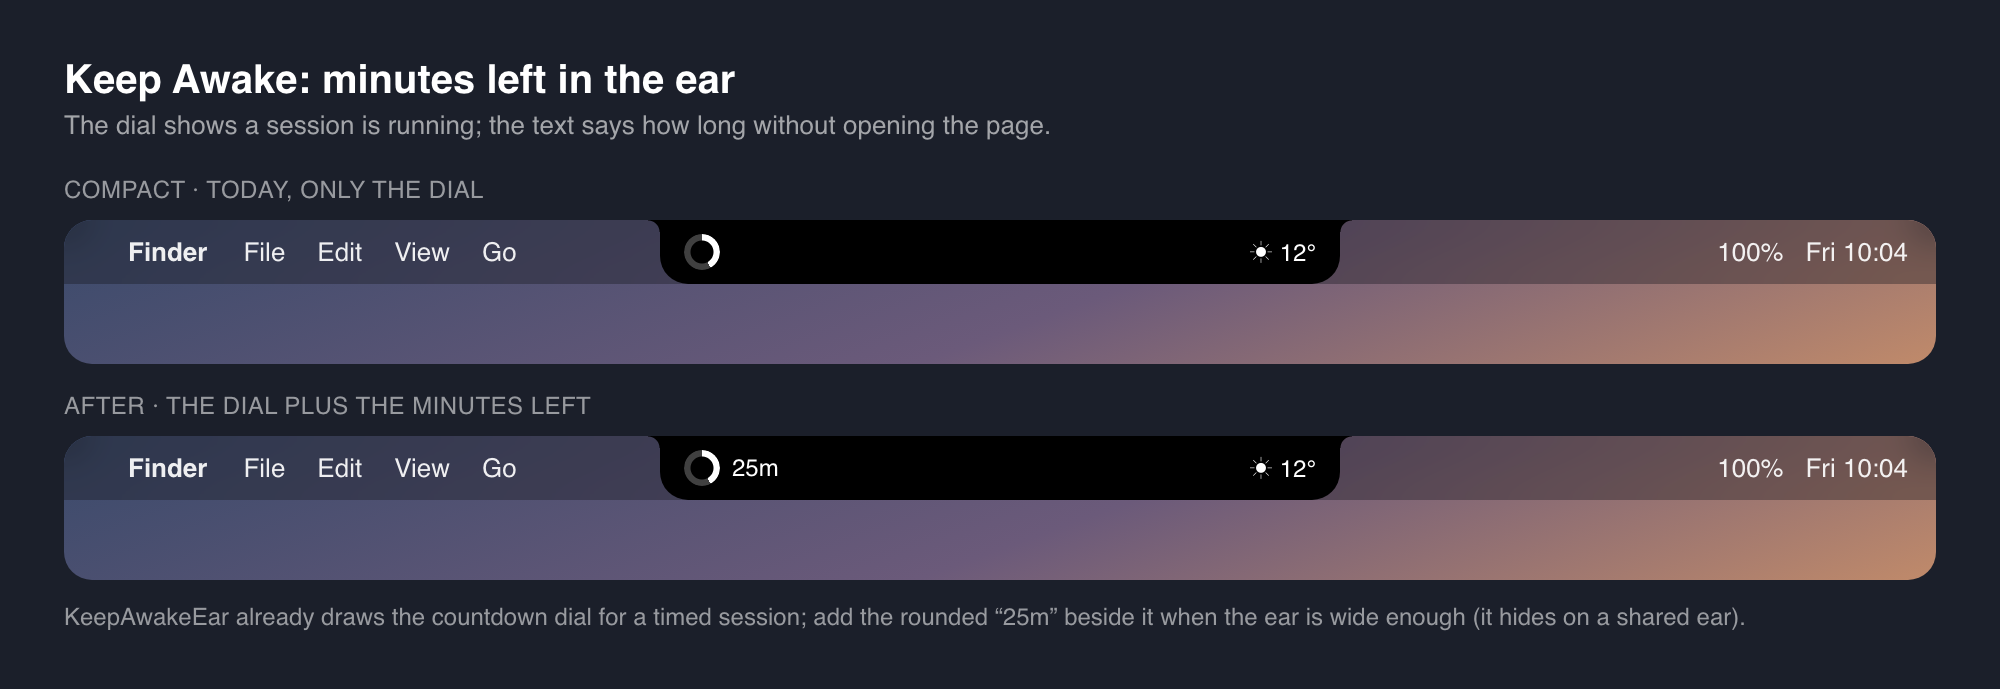 Keep Awake: minutes left in the ear
The dial shows a session is running; the text says how long without opening the page.
COMPACT · TODAY, ONLY THE DIAL
Finder File Edit View Go 12° 100% Fri 10:04
AFTER · THE DIAL PLUS THE MINUTES LEFT
Finder File Edit View Go 25m 12° 100% Fri 10:04
KeepAwakeEar already draws the countdown dial for a timed session; add the rounded “25m” beside it when the ear is wide enough (it hides on a shared ear).